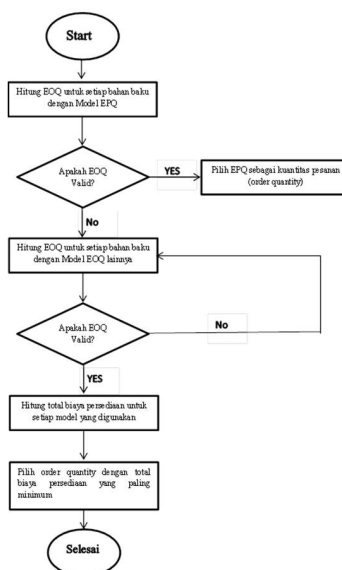 Start
Hitung EOQ untuk setiap bahan baku
dengan Model EPQ
Apakah EOQ
Valid?
YES
Pilih EPQ sebagai kuantitas pesanan
(order quantity)
No
Hitung EOQ untuk setiap bahan baku
dengan Model EOQ lainnya
Apakah EOQ
Valid?
No
YES
Hitung total biaya persediaan untuk
setiap model yang digunakan
Pilih order quantity dengan total
biaya persediaan yang paling
minimum
Selesai